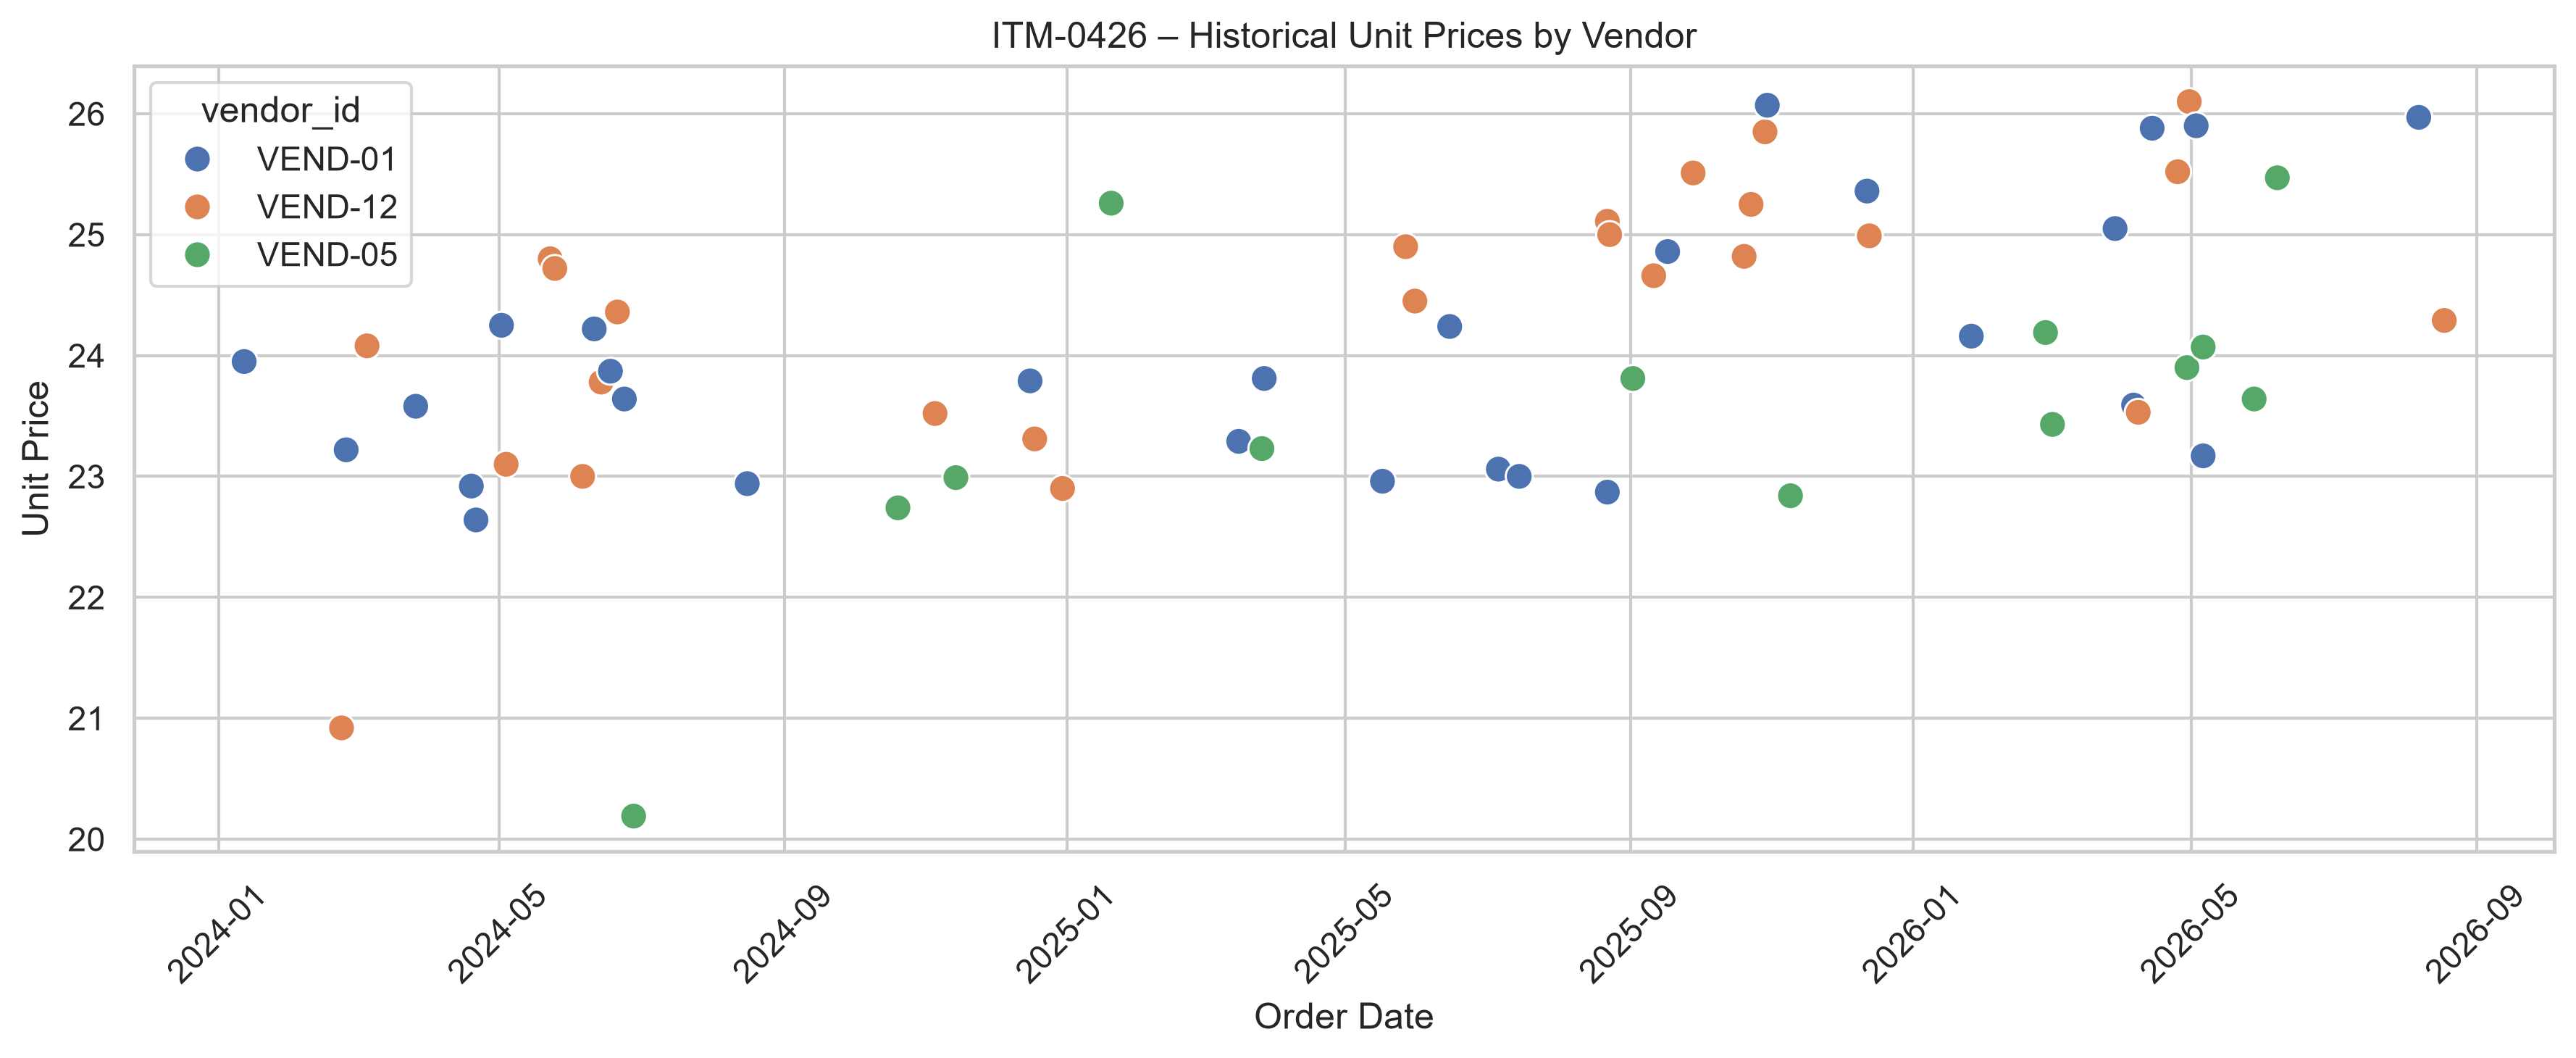 ITM-0426 – Historical Unit Prices by Vendor
vendor_id
VEND-01
VEND-12
VEND-05
Unit Price
26
25
24
23
22
21
20
2024-01
2024-05
2024-09
2025-01
2025-05
2025-09
2026-01
2026-05
2026-09
Order Date